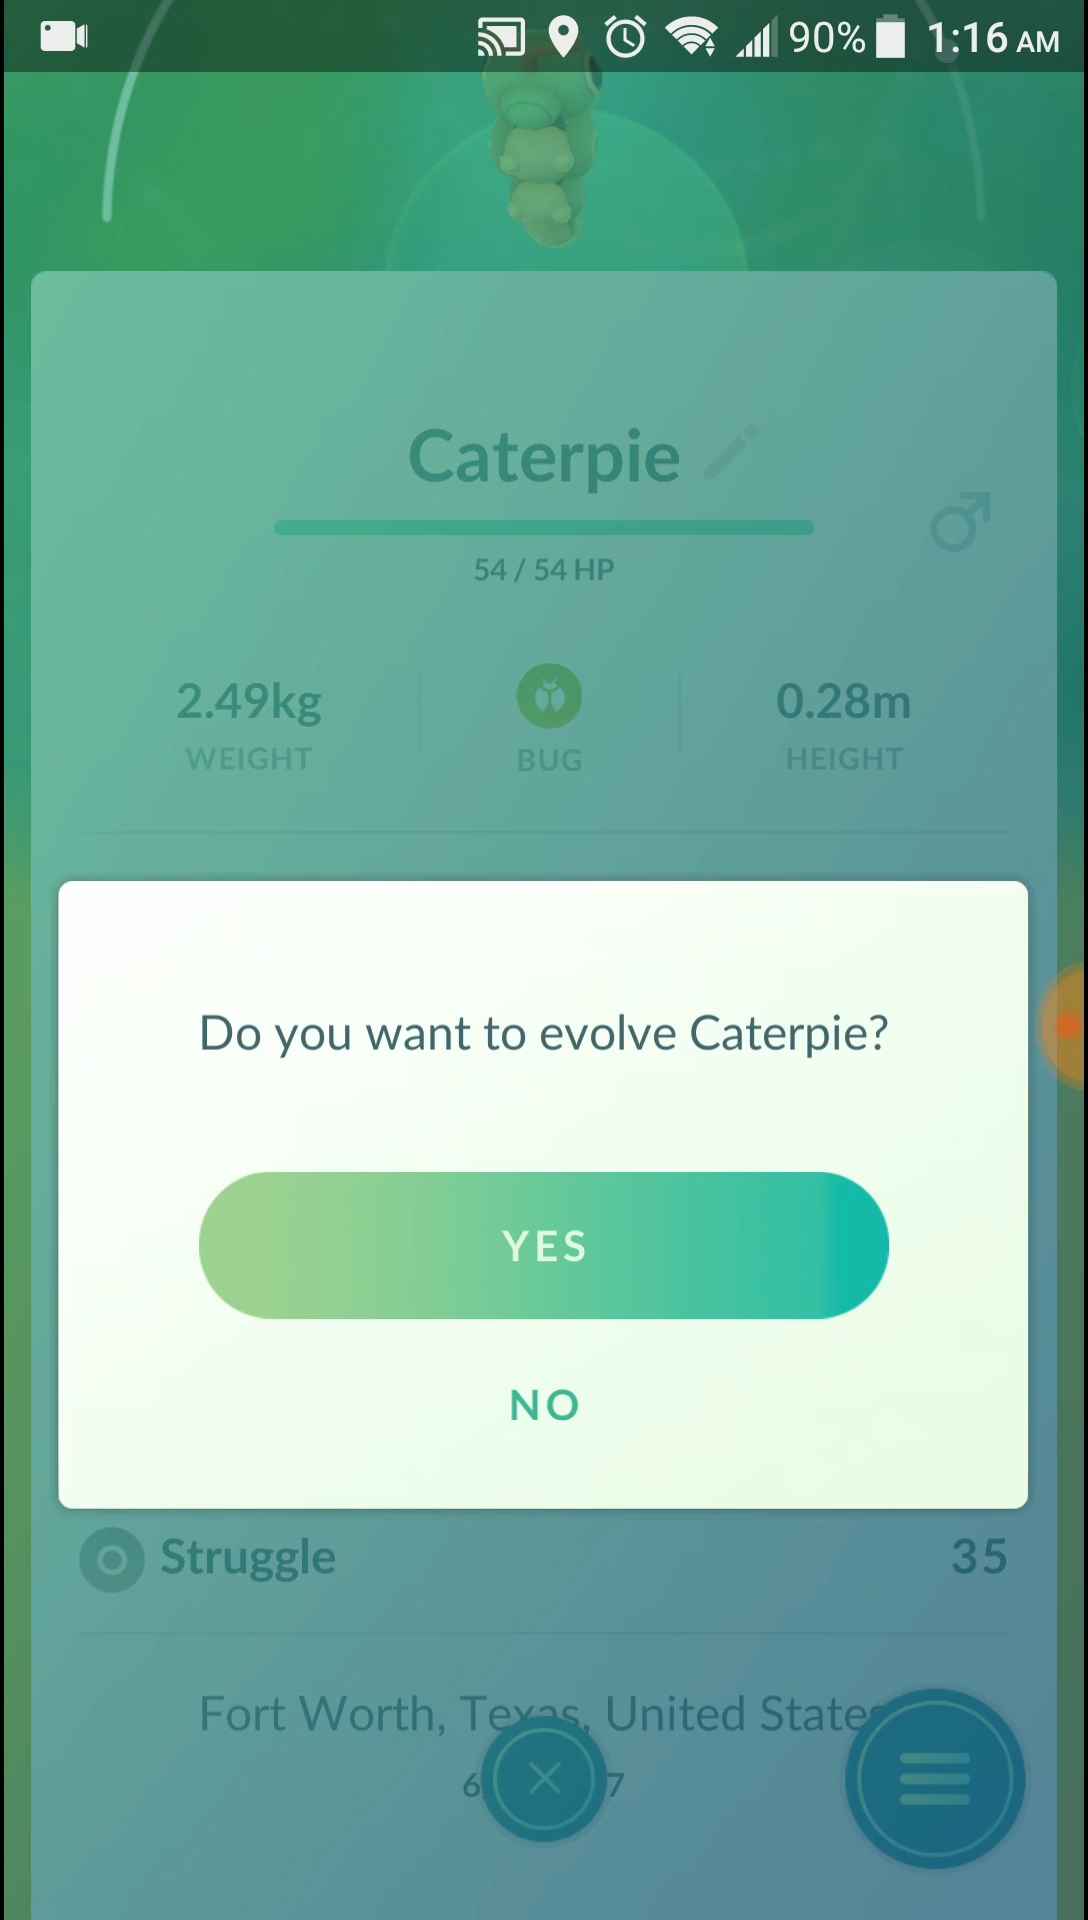 90% 1:16 AM
Caterpie
54 / 54 HP
2.49kg
WEIGHT
BUG
0.28m
HEIGHT
Do you want to evolve Caterpie?
YES
NO
Struggle 35
Fort Worth, Texas, United States